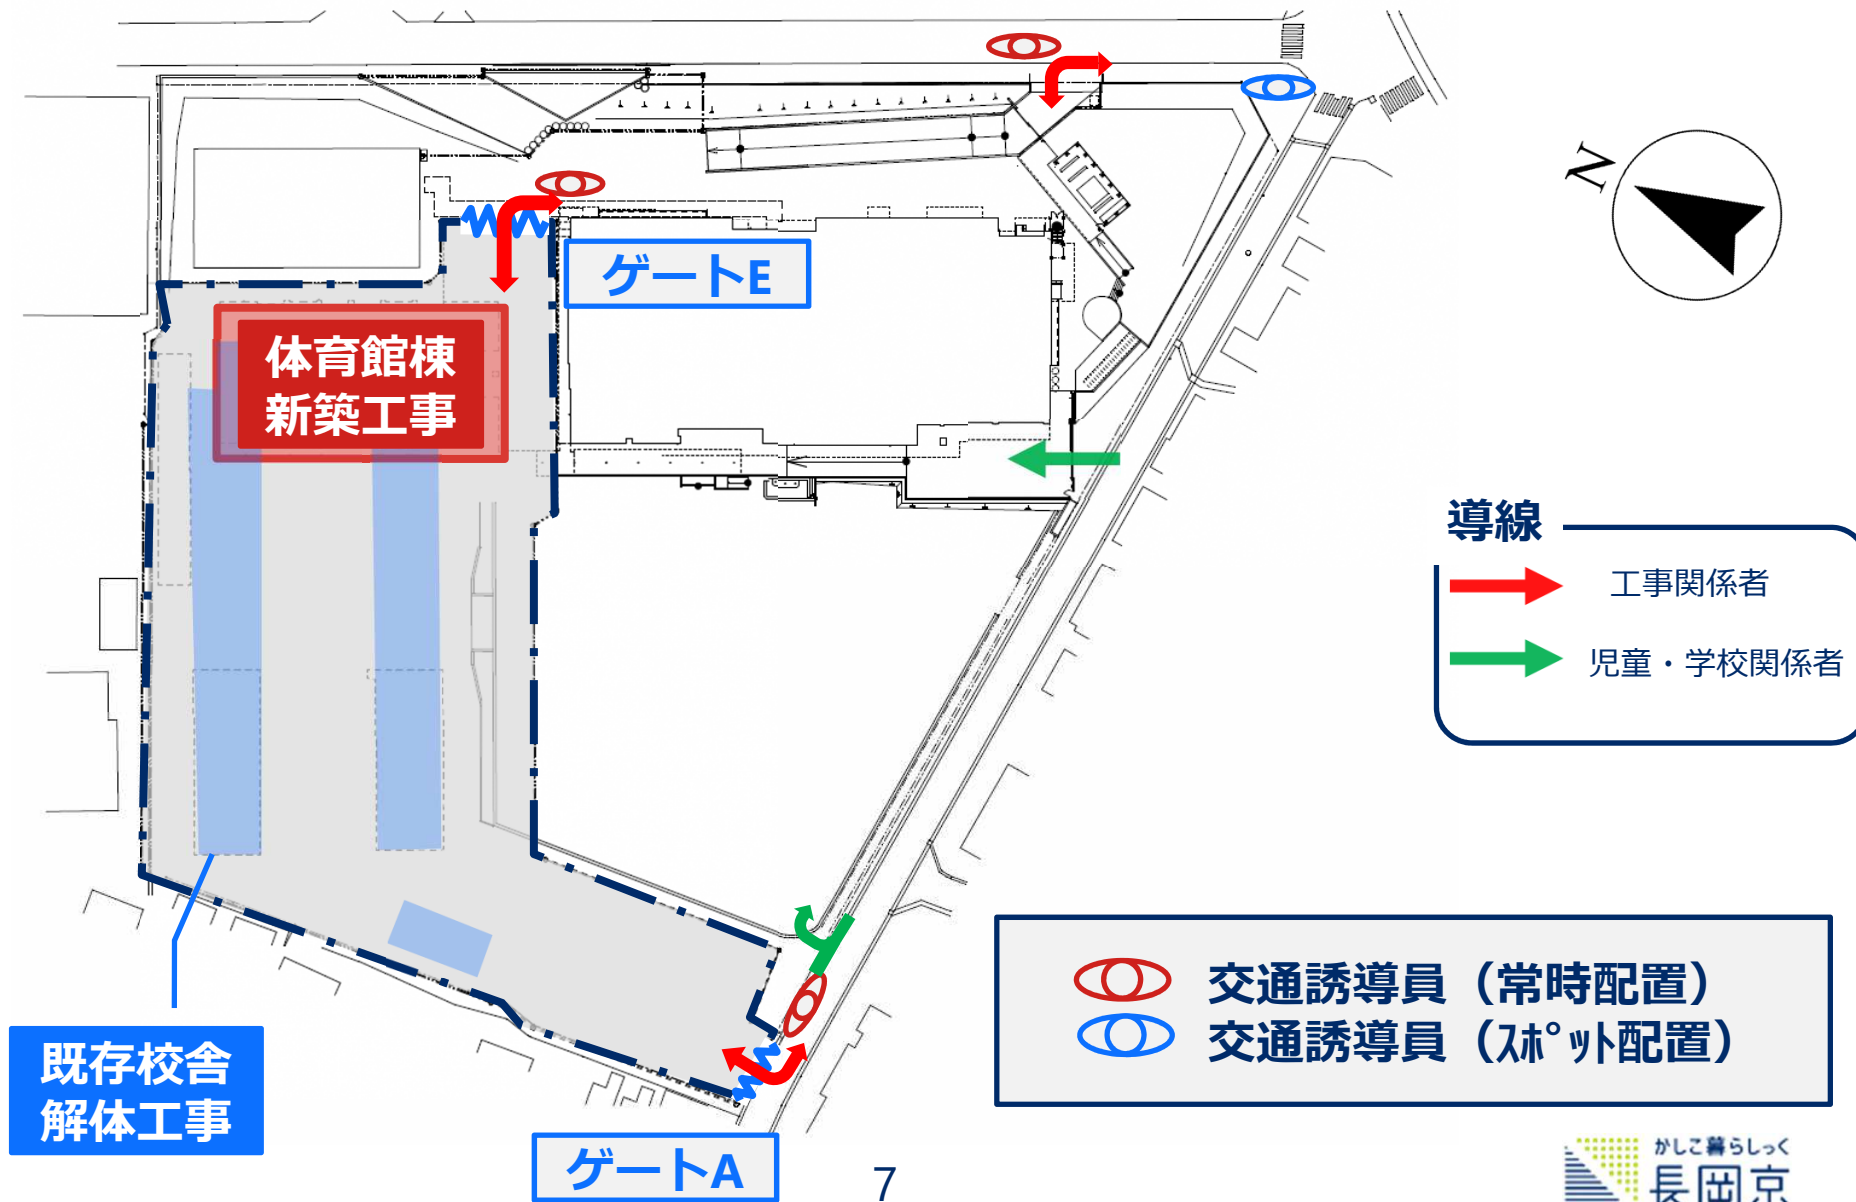 N
ゲートE
体育館棟
新築工事
導線
工事関係者
児童・学校関係者
交通誘導員（常時配置）
交通誘導員（ｽﾎﾟｯﾄ配置）
既存校舎
解体工事
ゲートA
7
かしこ暮らしっく
長岡京